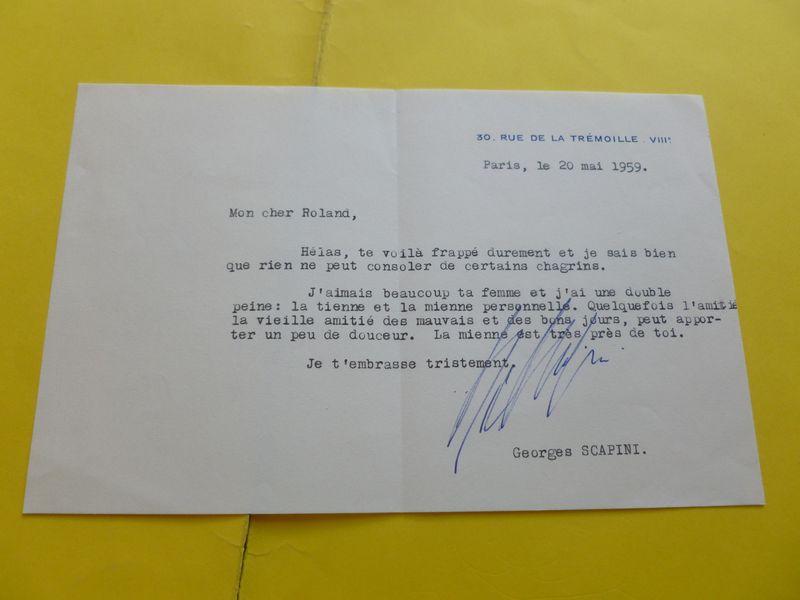 30. RUE DE LA TRÉMOILLE . VIIIᵉ
Paris, le 20 mai 1959.
Mon cher Roland,
Hélas, te voilà frappé durement et je sais bien
que rien ne peut consoler de certains chagrins.
J'aimais beaucoup ta femme et j'ai une double
peine: la tienne et la mienne personnelle. Quelquefois l'amitié
la vieille amitié des mauvais et des bons jours, peut appor-
ter un peu de douceur. La mienne est très près de toi.
Je t'embrasse tristement.
Georges SCAPINI.